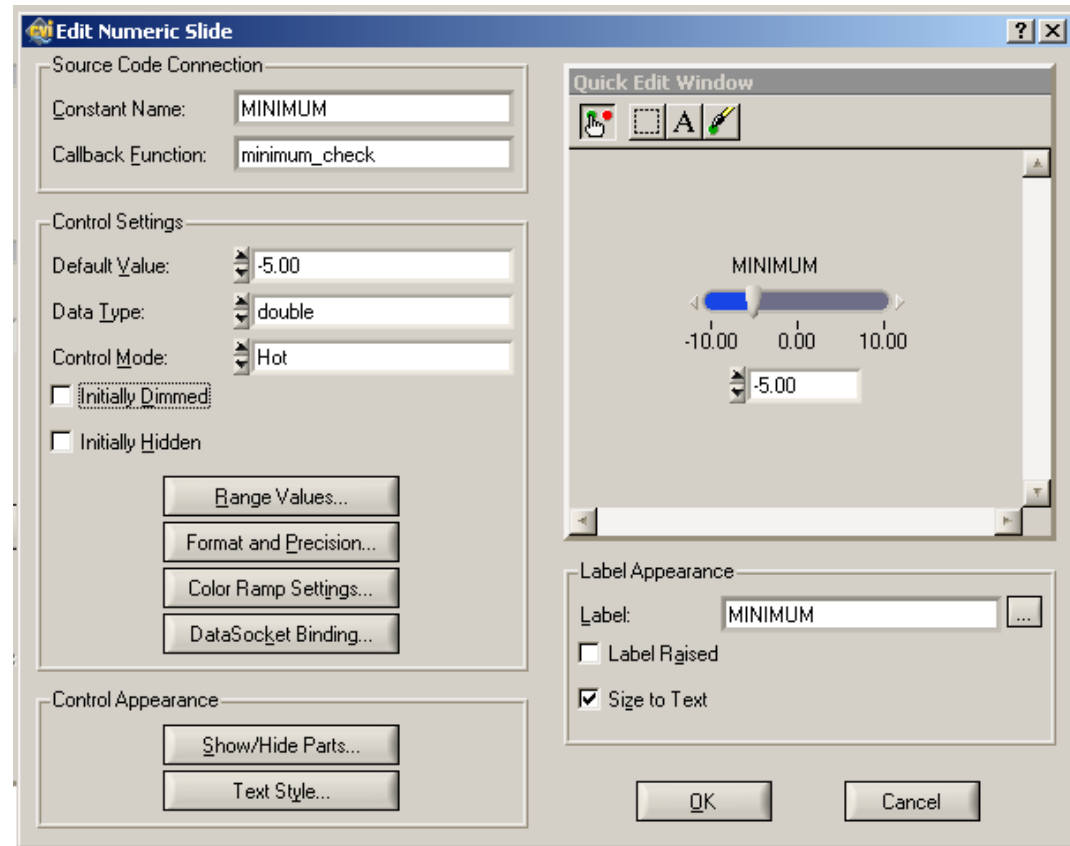 cvi Edit Numeric Slide ? ×
Source Code Connection
Constant Name: MINIMUM
Callback Function: minimum_check
Control Settings
Default Value: -5.00
Data Type: double
Control Mode: Hot
Initially Dimmed
Initially Hidden
Range Values...
Format and Precision...
Color Ramp Settings...
DataSocket Binding...
Control Appearance
Show/Hide Parts...
Text Style...
Quick Edit Window
A
MINIMUM
-10.00 0.00 10.00
-5.00
Label Appearance
Label: MINIMUM ...
Label Raised
Size to Text
OK Cancel